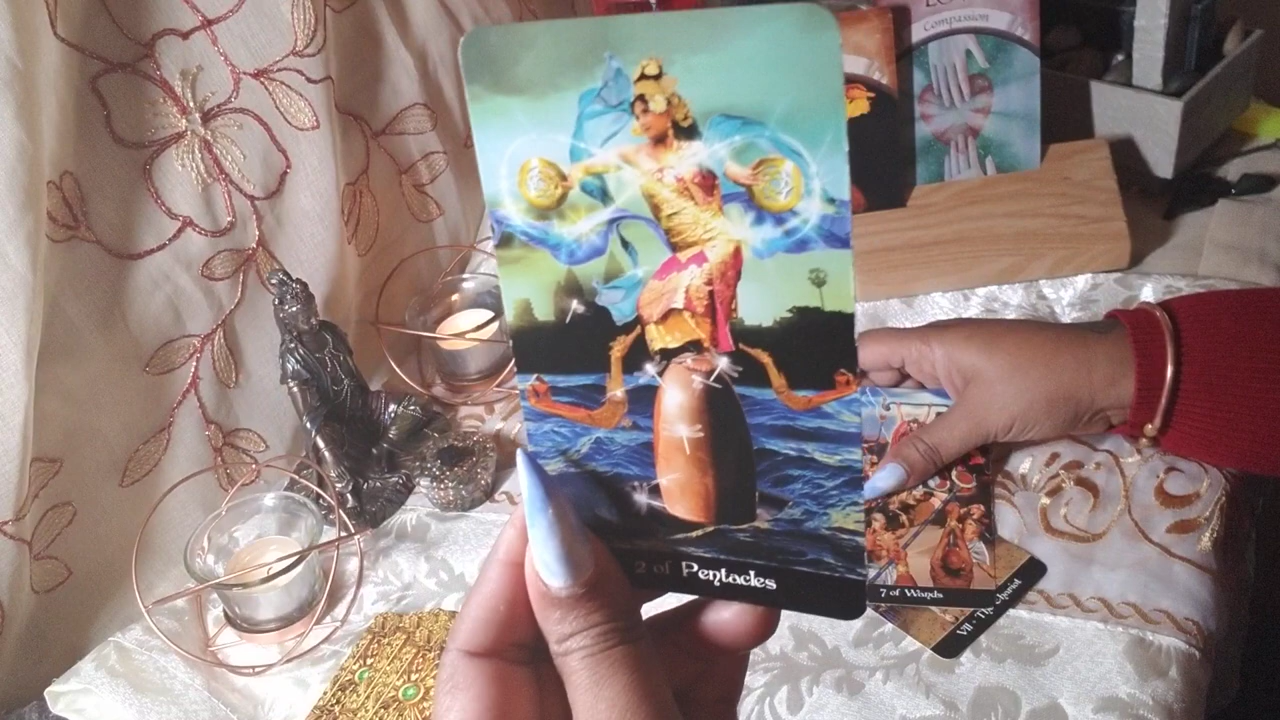 Compassion
2 of Pentacles
7 of Wands
VII • The Chariot